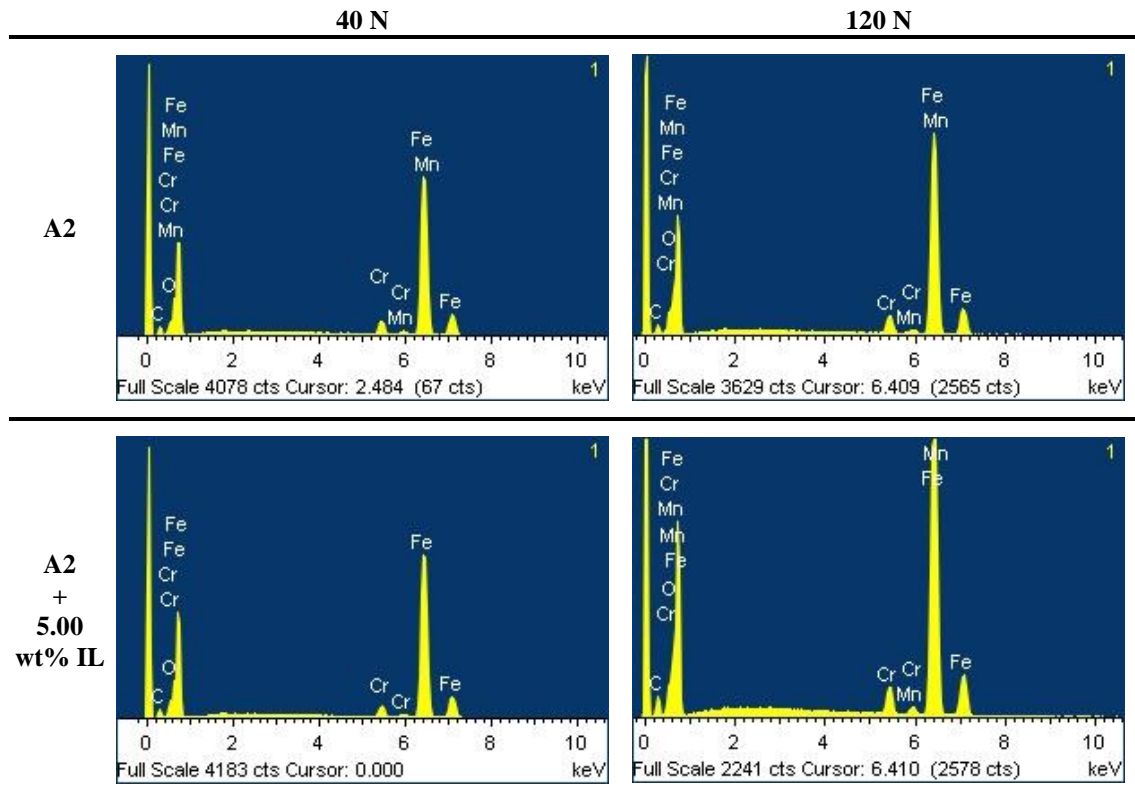 40 N 120 N
A2
1
Fe
Mn
Fe
Cr
Cr
Mn
O
C
Fe
Mn
Cr
Cr
Mn
Fe
0 2 4 6 8 10
Full Scale 4078 cts Cursor: 2.484 (67 cts) keV
1
Fe
Mn
Fe
Cr
Mn
O
Cr
C
Fe
Mn
Cr
Cr
Mn
Fe
0 2 4 6 8 10
Full Scale 3629 cts Cursor: 6.409 (2565 cts) keV
A2
+
5.00
wt% IL
1
Fe
Fe
Cr
Cr
O
C
Fe
Cr
Cr
Fe
0 2 4 6 8 10
Full Scale 4183 cts Cursor: 0.000 keV
1
Fe
Cr
Mn
Mn
Fe
O
Cr
C
Mn
Fe
Cr
Cr
Mn
Fe
0 2 4 6 8 10
Full Scale 2241 cts Cursor: 6.410 (2578 cts) keV